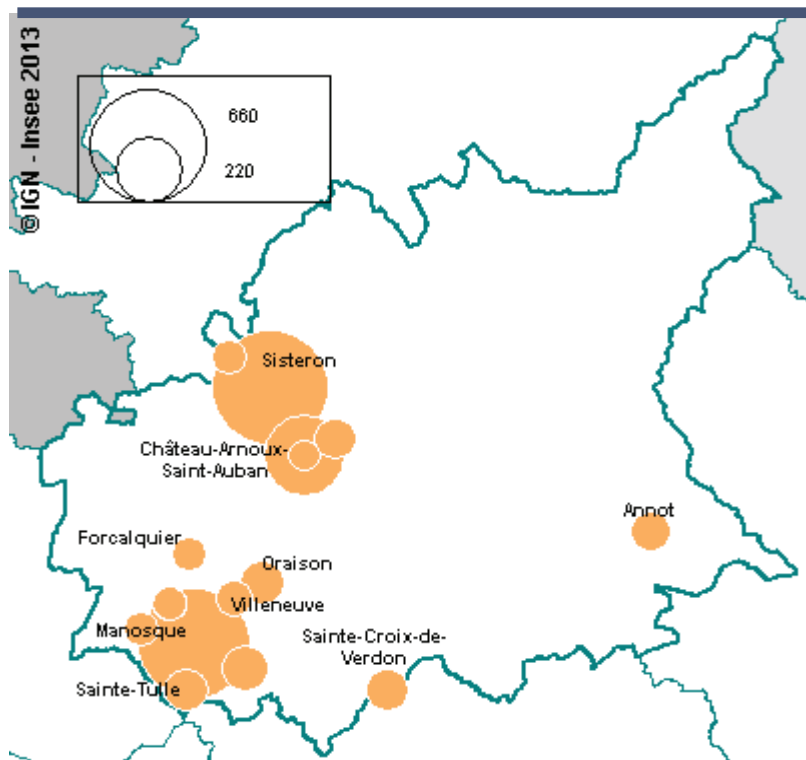 © IGN - Insee 2013
660
220
Sisteron
Château-Arnoux-
Saint-Auban
Annot
Forcalquier
Oraison
Villeneuve
Manosque
Sainte-Croix-de-
Verdon
Sainte-Tulle